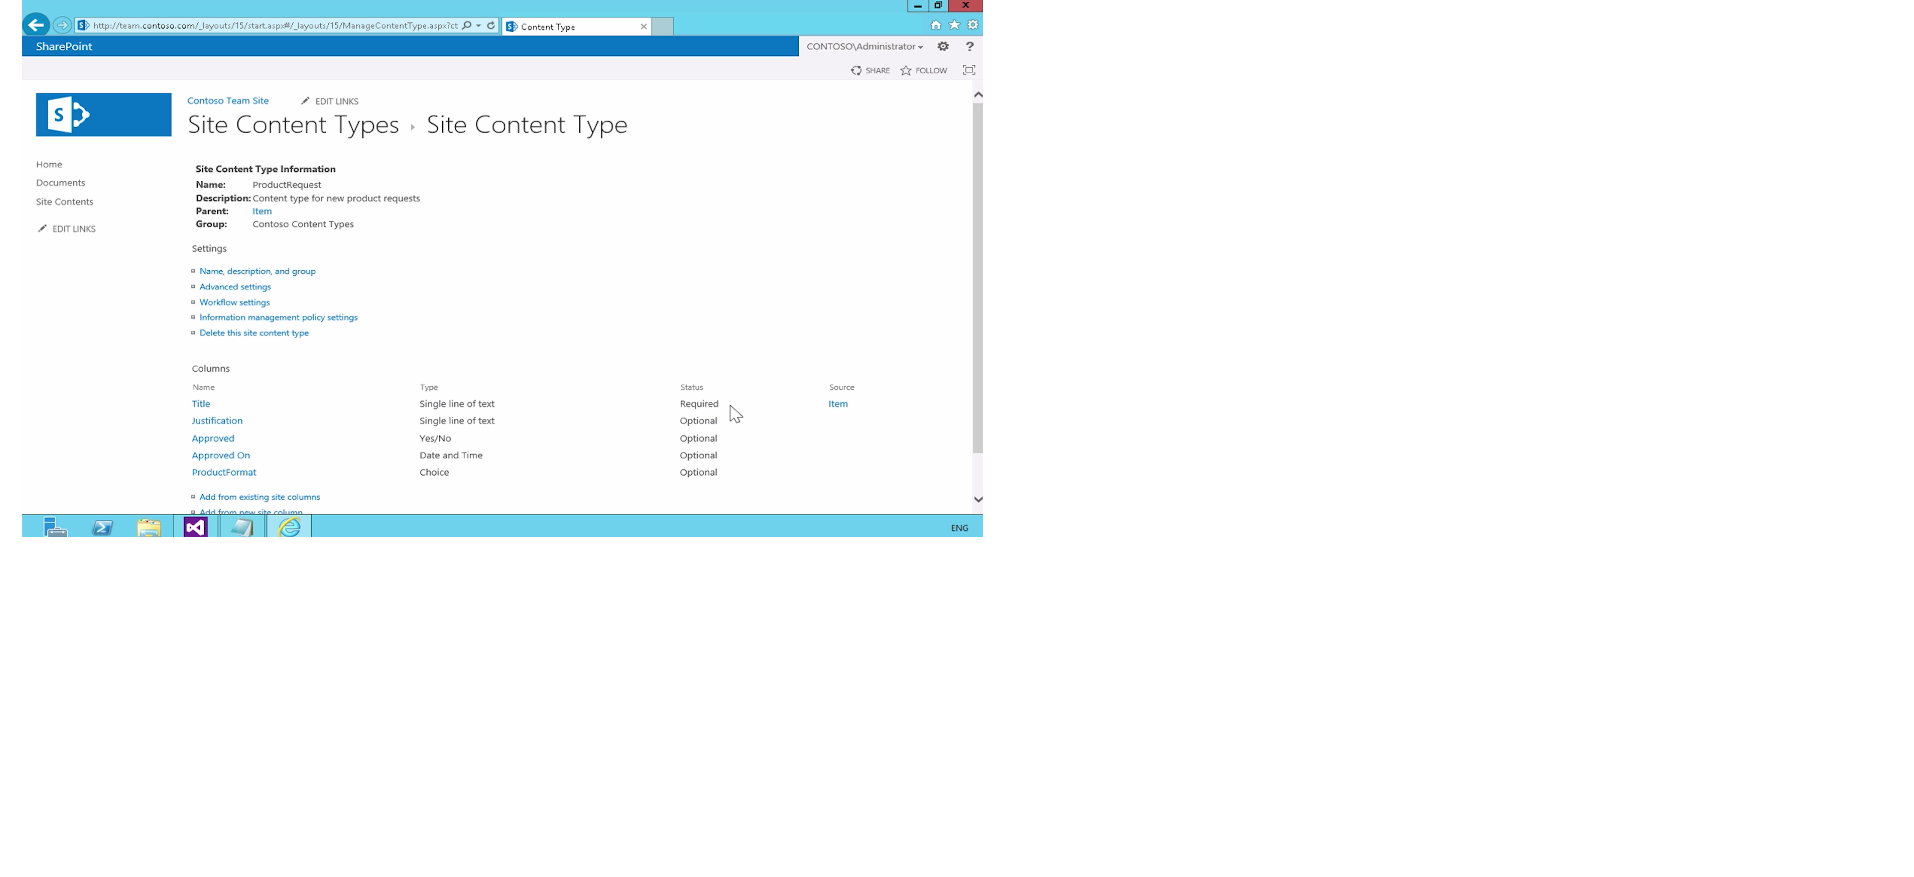 http://team.contoso.com/_layouts/15/start.aspx#/_layouts/15/ManageContentType.aspx?ct
Content Type
SharePoint
CONTOSO\Administrator
?
SHARE
FOLLOW
S
Contoso Team Site
EDIT LINKS
Site Content Types
Site Content Type
Home
Documents
Site Contents
EDIT LINKS
Site Content Type Information
Name: ProductRequest
Description: Content type for new product requests
Parent: Item
Group: Contoso Content Types
Settings
Name, description, and group
Advanced settings
Workflow settings
Information management policy settings
Delete this site content type
Columns
Name Type Status Source
Title Single line of text Required Item
Justification Single line of text Optional
Approved Yes/No Optional
Approved On Date and Time Optional
ProductFormat Choice Optional
Add from existing site columns
Add from new site column
ENG